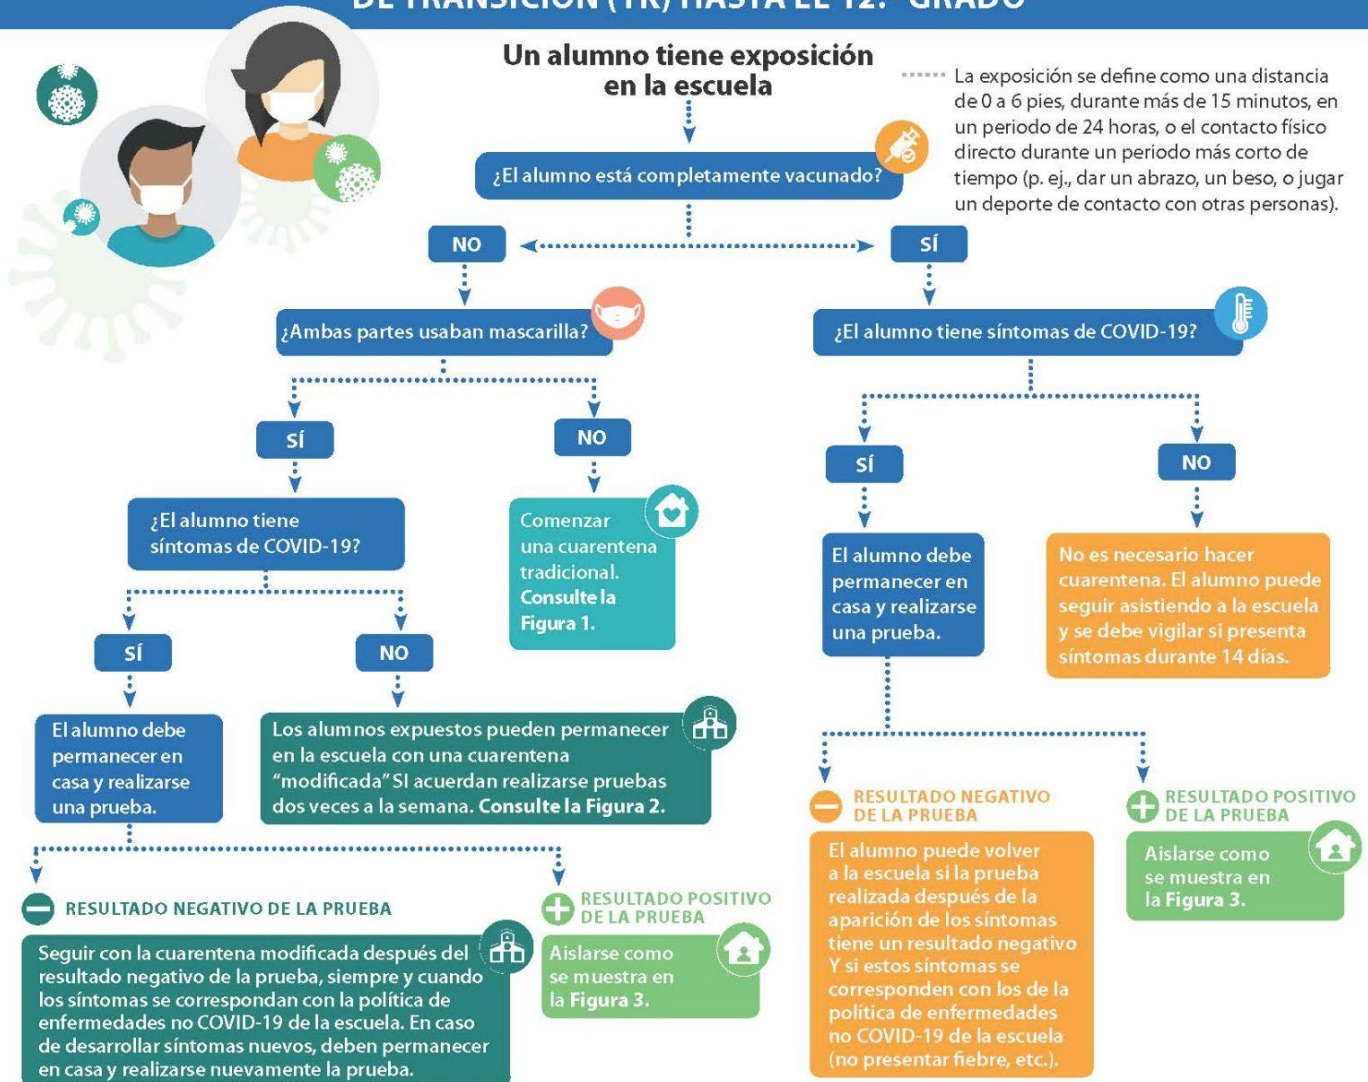 DE TRANSICIÓN (TK) HASTA EL 12.° GRADO
Un alumno tiene exposición
en la escuela
La exposición se define como una distancia
de 0 a 6 pies, durante más de 15 minutos, en
un periodo de 24 horas, o el contacto físico
directo durante un periodo más corto de
tiempo (p. ej., dar un abrazo, un beso, o jugar
un deporte de contacto con otras personas).
¿El alumno está completamente vacunado?
NO
SÍ
¿Ambas partes usaban mascarilla?
¿El alumno tiene síntomas de COVID-19?
SÍ
NO
SÍ
NO
¿El alumno tiene
síntomas de COVID-19?
Comenzar
una cuarentena
tradicional.
Consulte la
Figura 1.
El alumno debe
permanecer en
casa y realizarse
una prueba.
No es necesario hacer
cuarentena. El alumno puede
seguir asistiendo a la escuela
y se debe vigilar si presenta
síntomas durante 14 días.
SÍ
NO
El alumno debe
permanecer en
casa y realizarse
una prueba.
Los alumnos expuestos pueden permanecer
en la escuela con una cuarentena
“modificada” SI acuerdan realizarse pruebas
dos veces a la semana. Consulte la Figura 2.
RESULTADO NEGATIVO
DE LA PRUEBA
El alumno puede volver
a la escuela si la prueba
realizada después de la
aparición de los síntomas
tiene un resultado negativo
Y si estos síntomas se
corresponden con los de la
política de enfermedades
no COVID-19 de la escuela
(no presentar fiebre, etc.).
RESULTADO POSITIVO
DE LA PRUEBA
Aislarse como
se muestra en
la Figura 3.
RESULTADO NEGATIVO DE LA PRUEBA
Seguir con la cuarentena modificada después del
resultado negativo de la prueba, siempre y cuando
los síntomas se correspondan con la política de
enfermedades no COVID-19 de la escuela. En caso
de desarrollar síntomas nuevos, deben permanecer
en casa y realizarse nuevamente la prueba.
RESULTADO POSITIVO
DE LA PRUEBA
Aislarse como
se muestra en
la Figura 3.